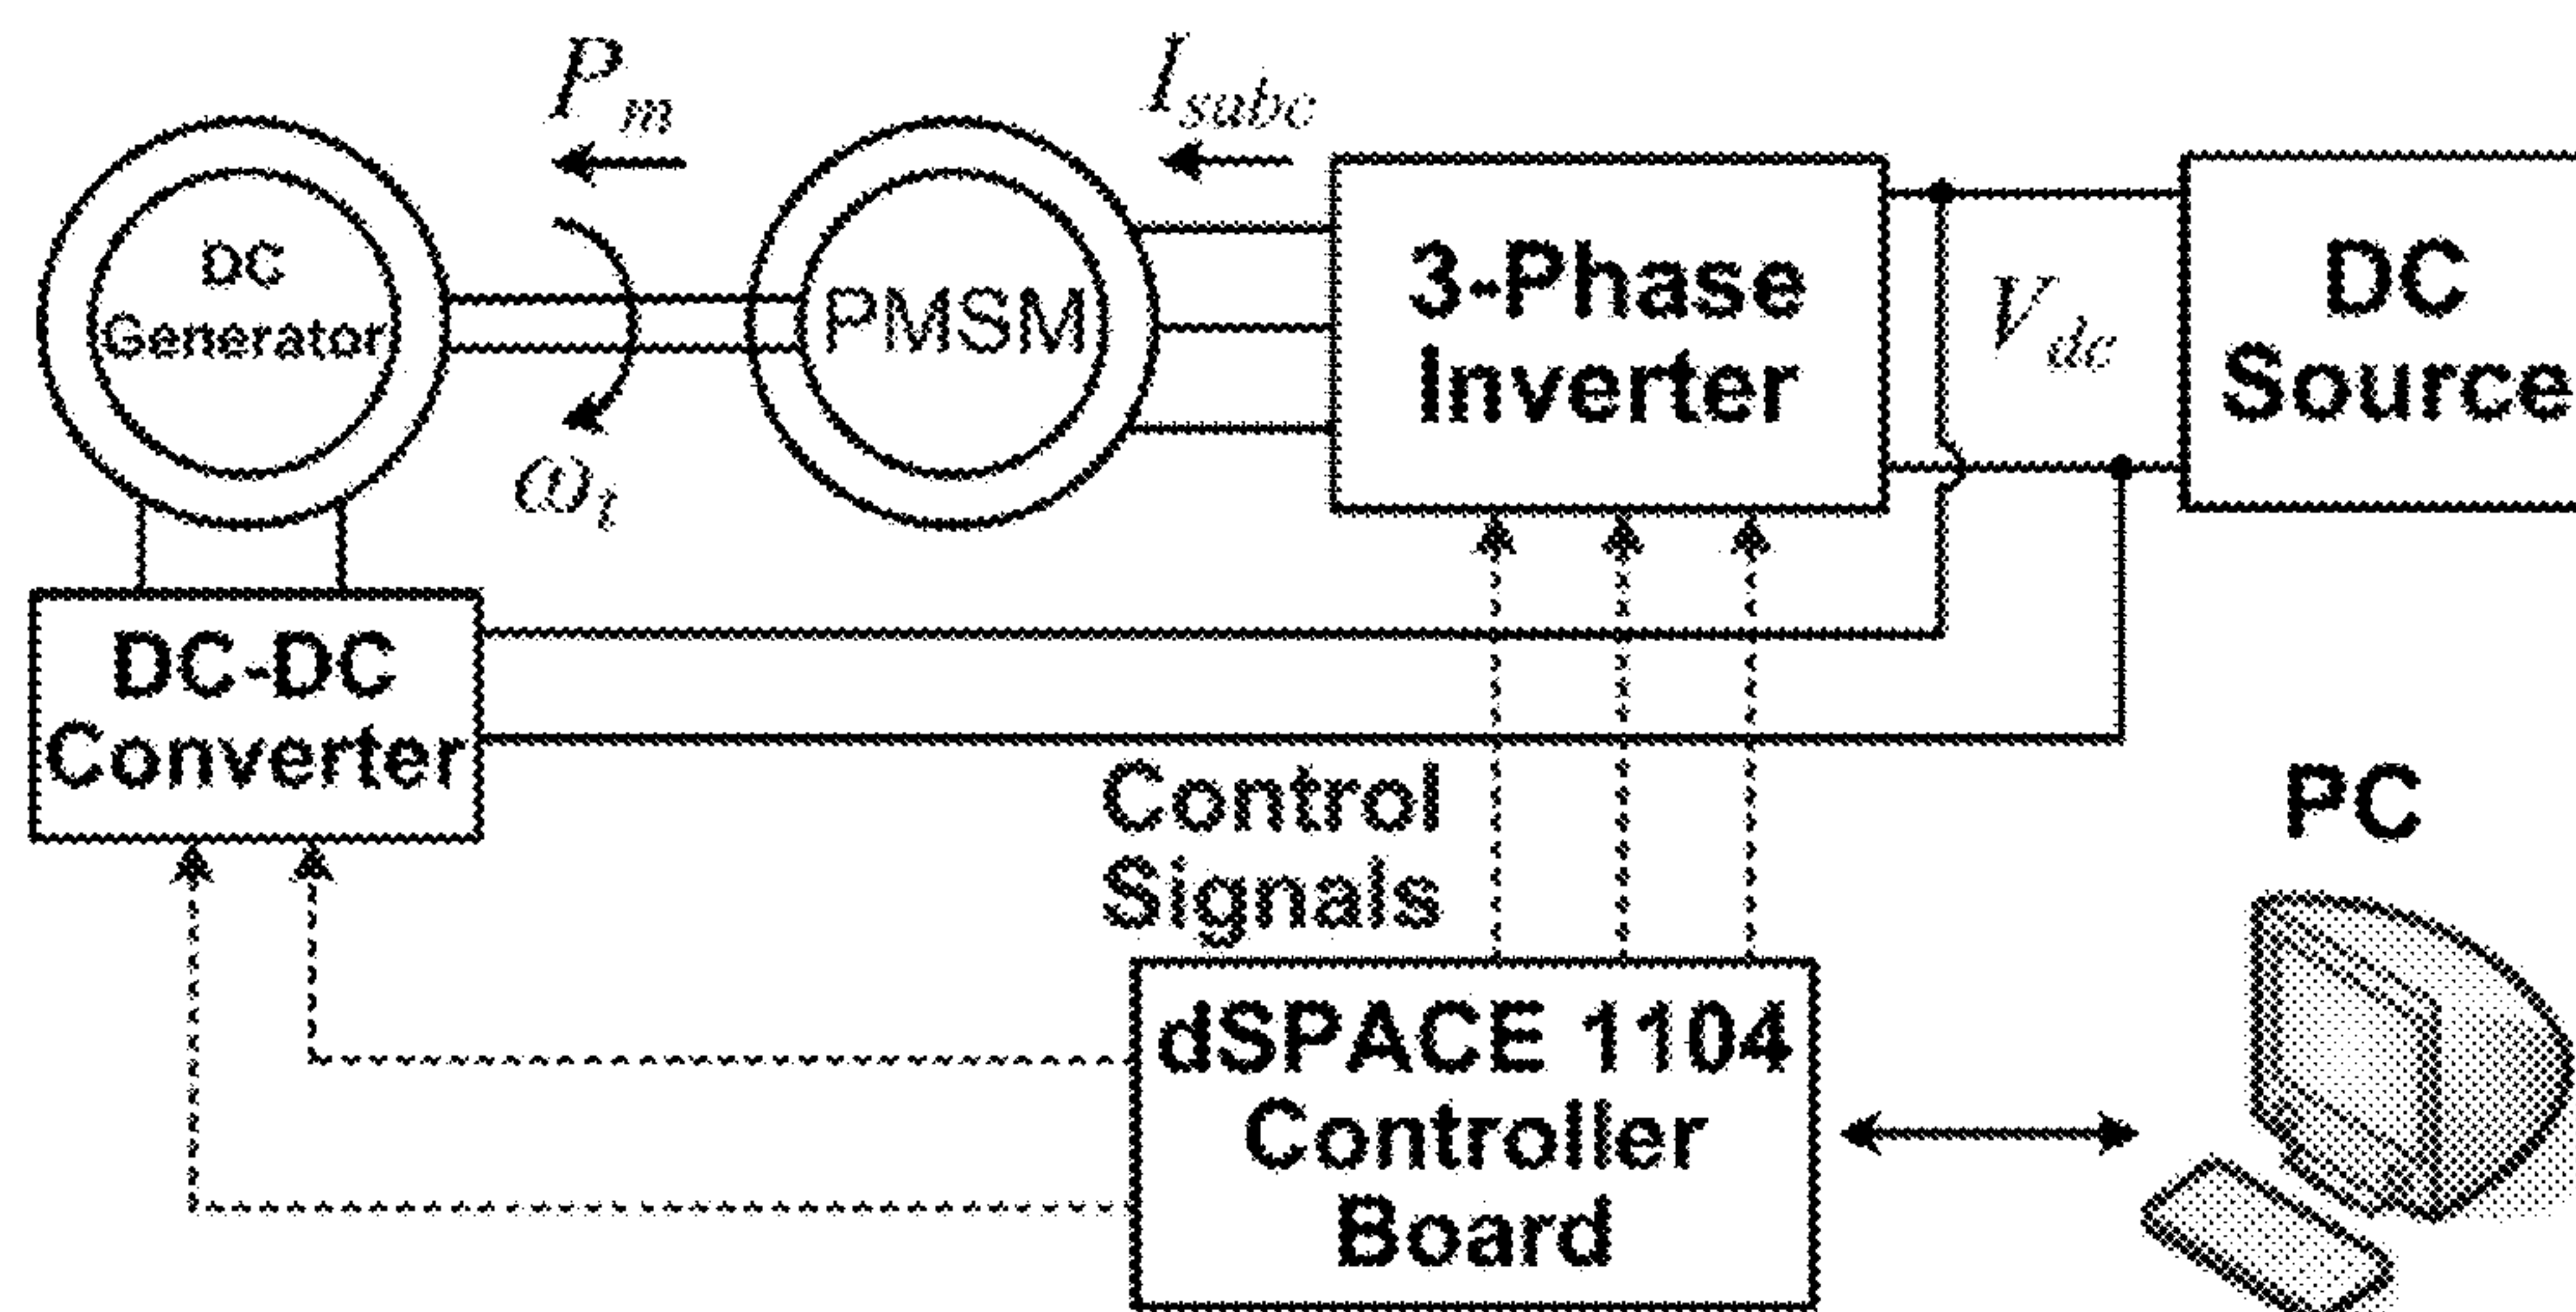 P_m
I_sabc
DC
Generator
PMSM
3-Phase
Inverter
V_dc
DC
Source
ω_t
DC-DC
Converter
Control
Signals
PC
dSPACE 1104
Controller
Board